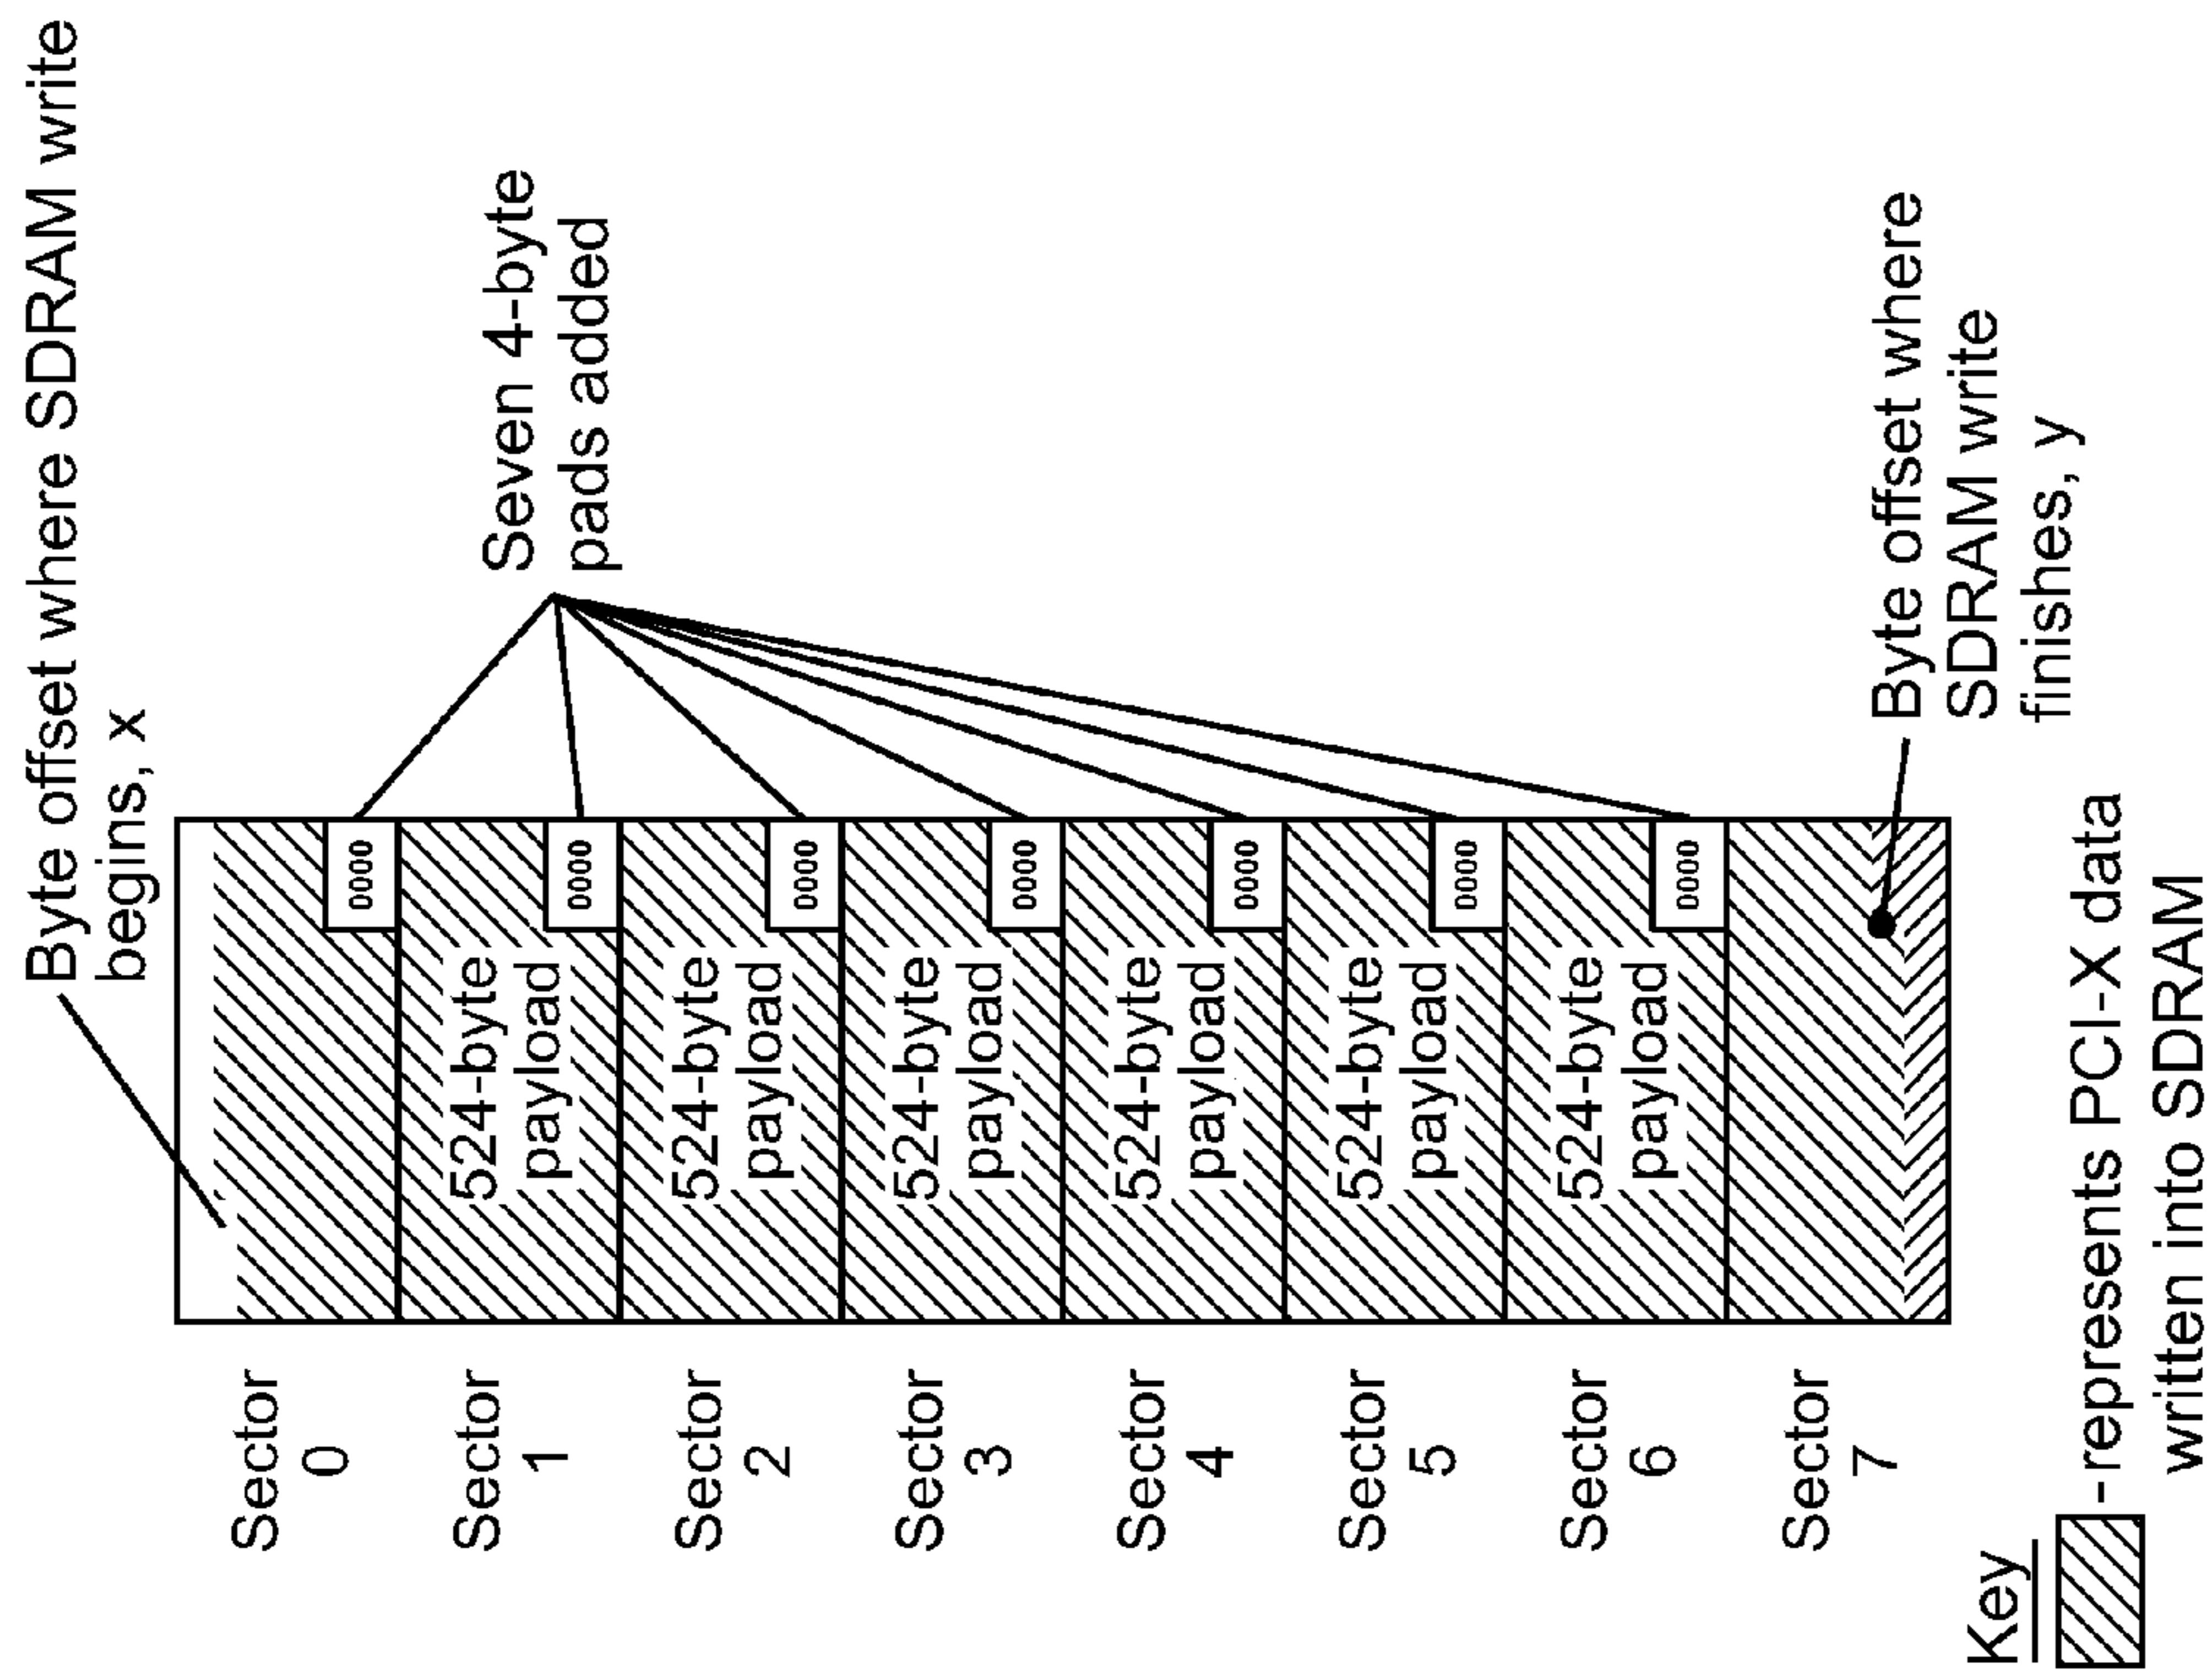 Byte offset where SDRAM write
begins, x
Sector
0
0000
Seven 4-byte
pads added
Sector
1
524-byte
payload
0000
Sector
2
524-byte
payload
0000
Sector
3
524-byte
payload
0000
Sector
4
524-byte
payload
0000
Sector
5
524-byte
payload
0000
Sector
6
524-byte
payload
0000
Sector
7
Byte offset where
SDRAM write
finishes, y
Key
-represents PCI-X data
written into SDRAM